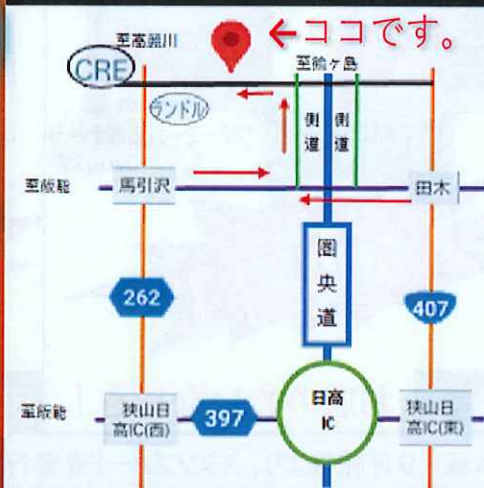 ←ココです。
至高麗川
至鶴ヶ島
CRE
ランドル
側道
側道
至飯能
馬引沢
田木
圏央道
262
407
至飯能
狭山日
高IC(西)
397
日高
IC
狭山日
高IC(東)